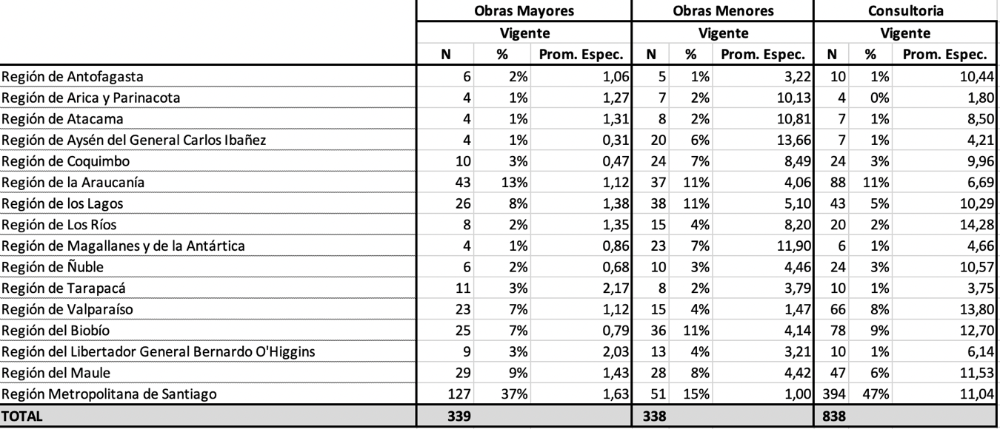 Obras Mayores Obras Menores Consultoria
Vigente Vigente Vigente
N % Prom. Espec. N % Prom. Espec. N % Prom. Espec.
Región de Antofagasta 6 2% 1,06 5 1% 3,22 10 1% 10,44
Región de Arica y Parinacota 4 1% 1,27 7 2% 10,13 4 0% 1,80
Región de Atacama 4 1% 1,31 8 2% 10,81 7 1% 8,50
Región de Aysén del General Carlos Ibañez 4 1% 0,31 20 6% 13,66 7 1% 4,21
Región de Coquimbo 10 3% 0,47 24 7% 8,49 24 3% 9,96
Región de la Araucanía 43 13% 1,12 37 11% 4,06 88 11% 6,69
Región de los Lagos 26 8% 1,38 38 11% 5,10 43 5% 10,29
Región de Los Ríos 8 2% 1,35 15 4% 8,20 20 2% 14,28
Región de Magallanes y de la Antártica 4 1% 0,86 23 7% 11,90 6 1% 4,66
Región de Ñuble 6 2% 0,68 10 3% 4,46 24 3% 10,57
Región de Tarapacá 11 3% 2,17 8 2% 3,79 10 1% 3,75
Región de Valparaíso 23 7% 1,12 15 4% 1,47 66 8% 13,80
Región del Biobío 25 7% 0,79 36 11% 4,14 78 9% 12,70
Región del Libertador General Bernardo O'Higgins 9 3% 2,03 13 4% 3,21 10 1% 6,14
Región del Maule 29 9% 1,43 28 8% 4,42 47 6% 11,53
Región Metropolitana de Santiago 127 37% 1,63 51 15% 1,00 394 47% 11,04
TOTAL 339 338 838